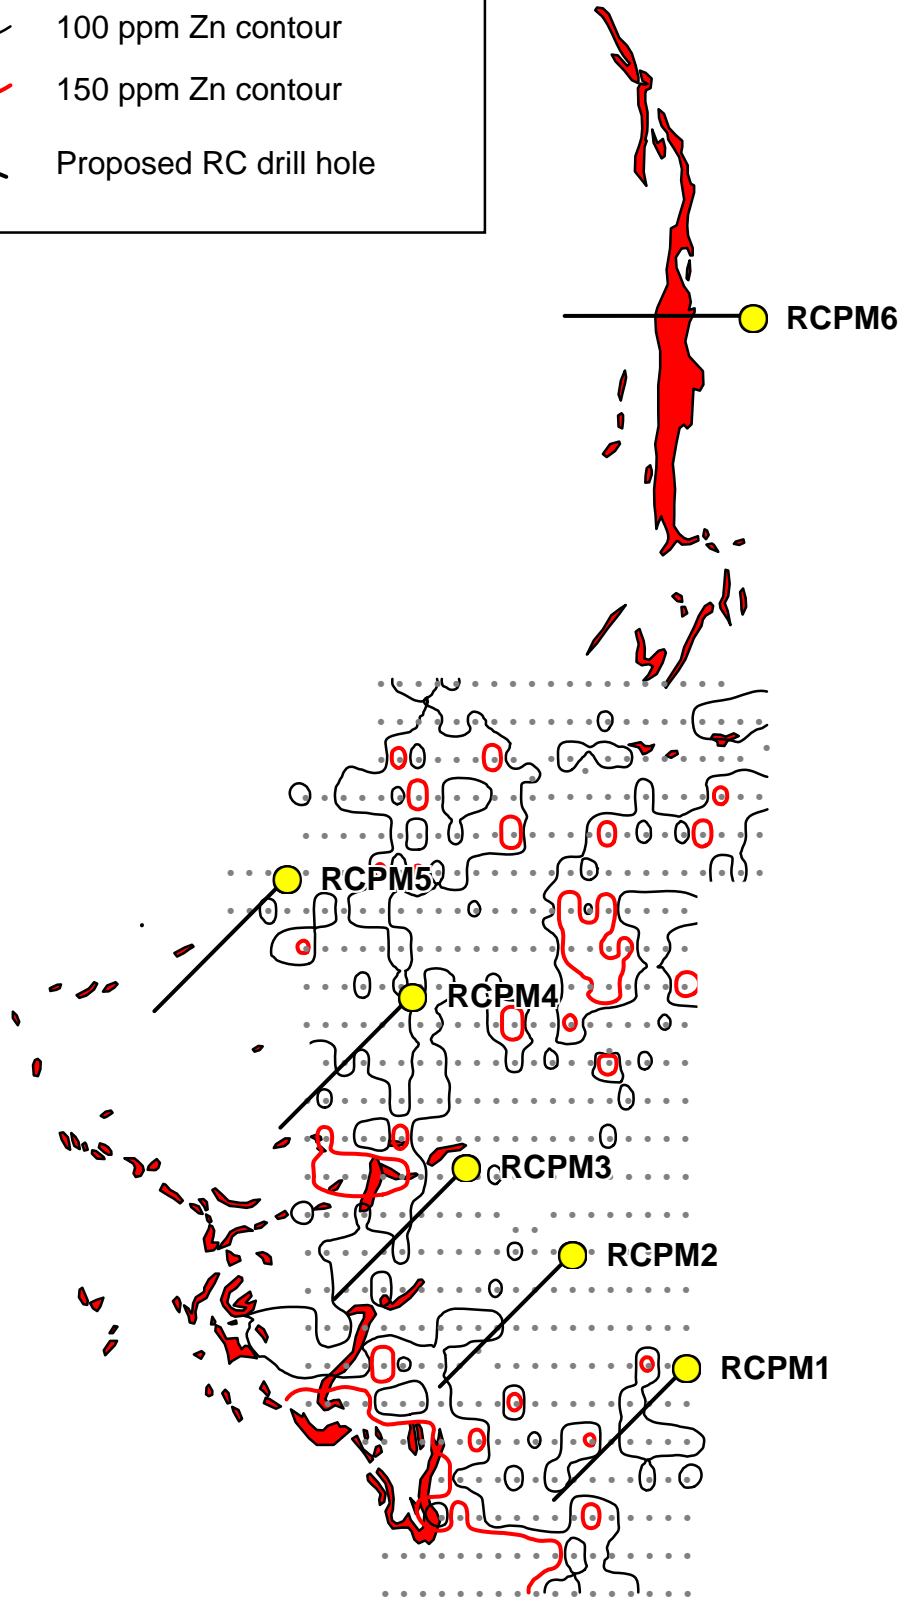 100 ppm Zn contour
150 ppm Zn contour
Proposed RC drill hole
RCPM6
RCPM5
RCPM4
RCPM3
RCPM2
RCPM1